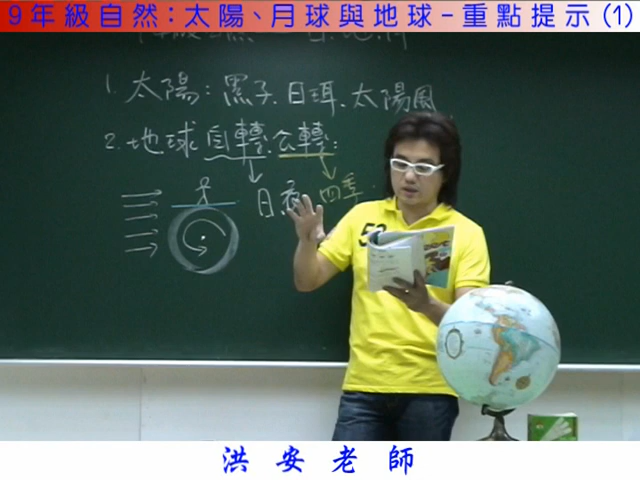 9年級自然:太陽、月球與地球-重點提示(1)
1. 太陽:黑子.日珥.太陽風
2. 地球自轉.公轉:
日夜 四季.
52
洪安老師